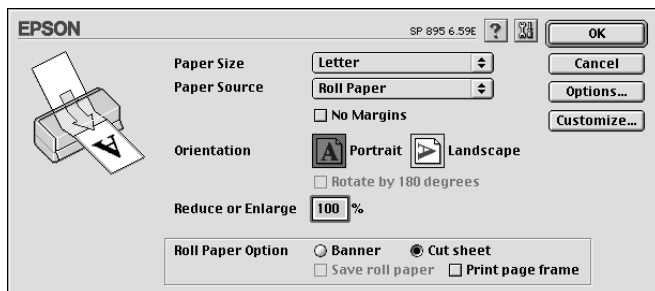 EPSON
SP 895 6.59E ? OK
Paper Size Letter Cancel
Paper Source Roll Paper Options...
No Margins Customize...
Orientation A Portrait A Landscape
Rotate by 180 degrees
Reduce or Enlarge 100 %
Roll Paper Option Banner Cut sheet
Save roll paper Print page frame
A